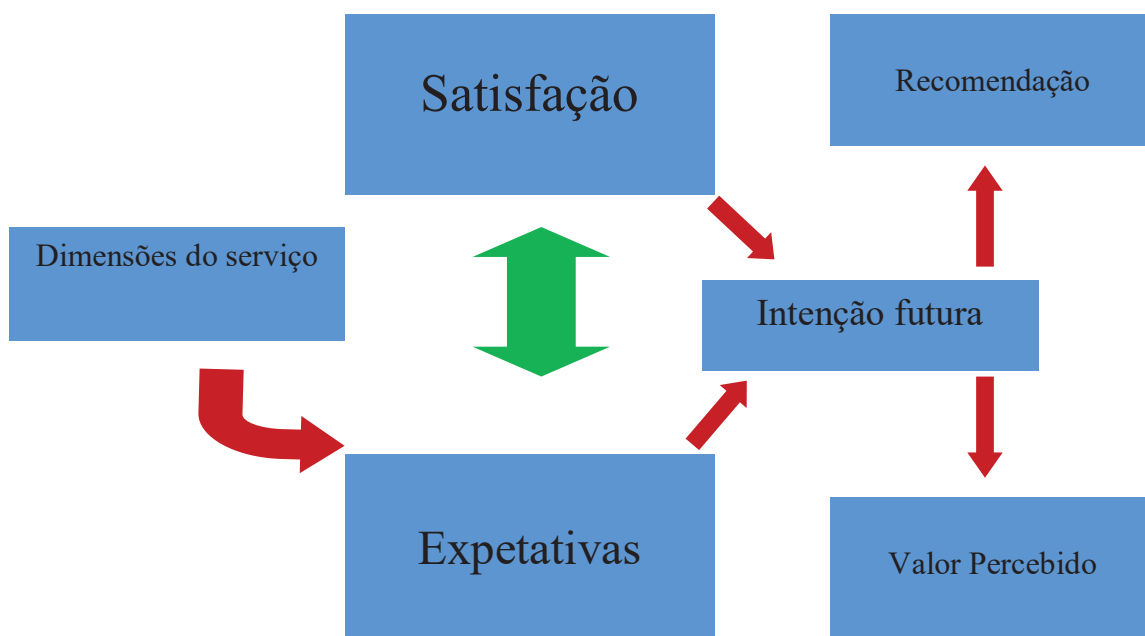 Satisfação
Recomendação
Dimensões do serviço
Intenção futura
Expetativas
Valor Percebido